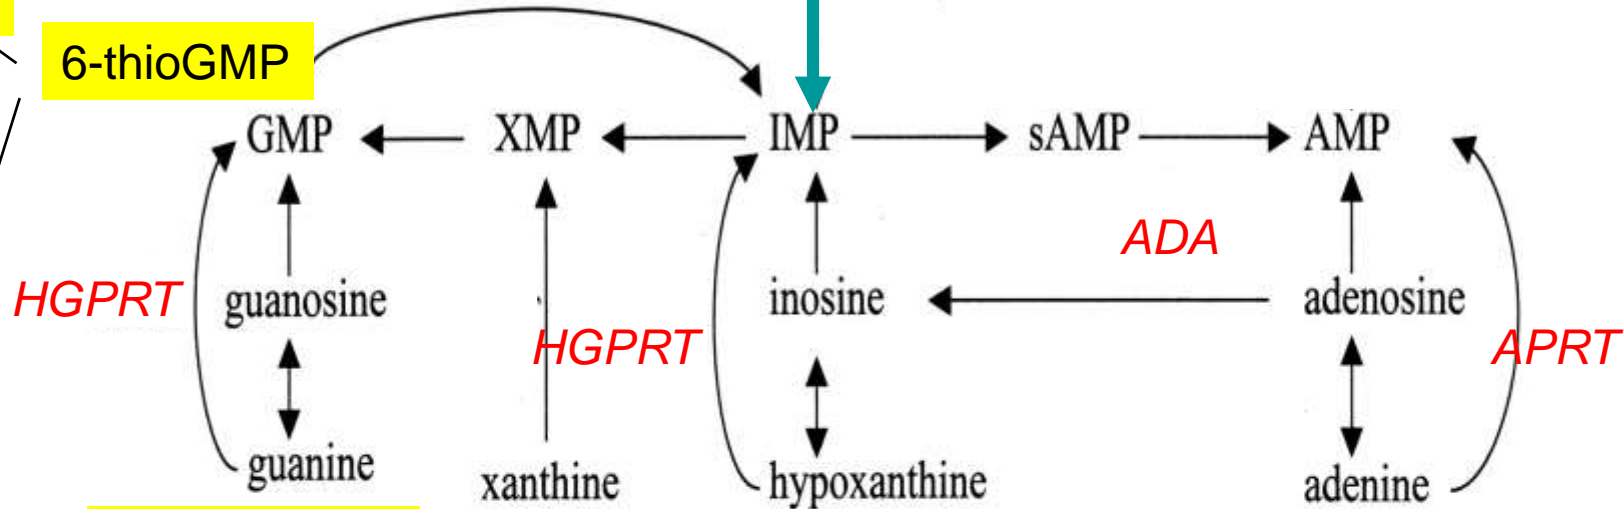 6-thioGMP
GMP XMP IMP sAMP AMP
ADA
HGPRT guanosine inosine adenosine
HGPRT APRT
guanine xanthine hypoxanthine adenine